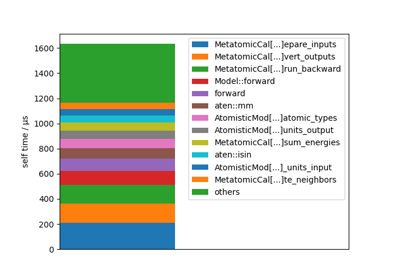 1600
1400
1200
1000
800
600
400
200
0
self time / μs
MetatomicCal[...]epare_inputs
MetatomicCal[...]vert_outputs
MetatomicCal[...]run_backward
Model::forward
forward
aten::mm
AtomisticMod[...]atomic_types
AtomisticMod[...]units_output
MetatomicCal[...]sum_energies
aten::isin
AtomisticMod[...]_units_input
MetatomicCal[...]te_neighbors
others